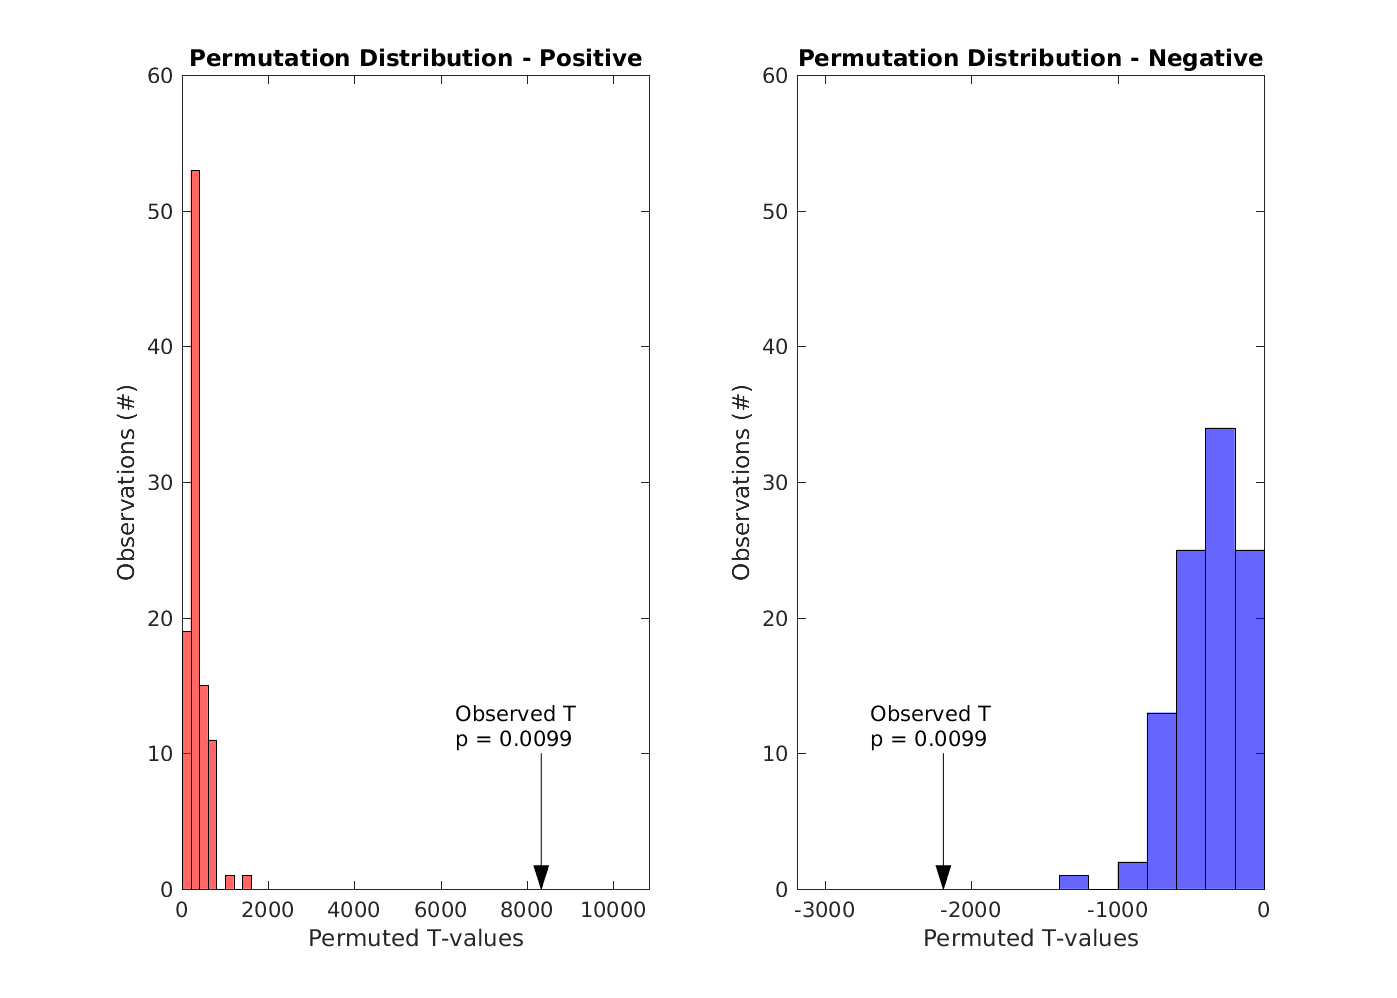 Permutation Distribution - Positive
60
50
40
30
20
10
0
Observations (#)
Observed T
p = 0.0099
0 2000 4000 6000 8000 10000
Permuted T-values
Permutation Distribution - Negative
60
50
40
30
20
10
0
Observations (#)
Observed T
p = 0.0099
-3000 -2000 -1000 0
Permuted T-values